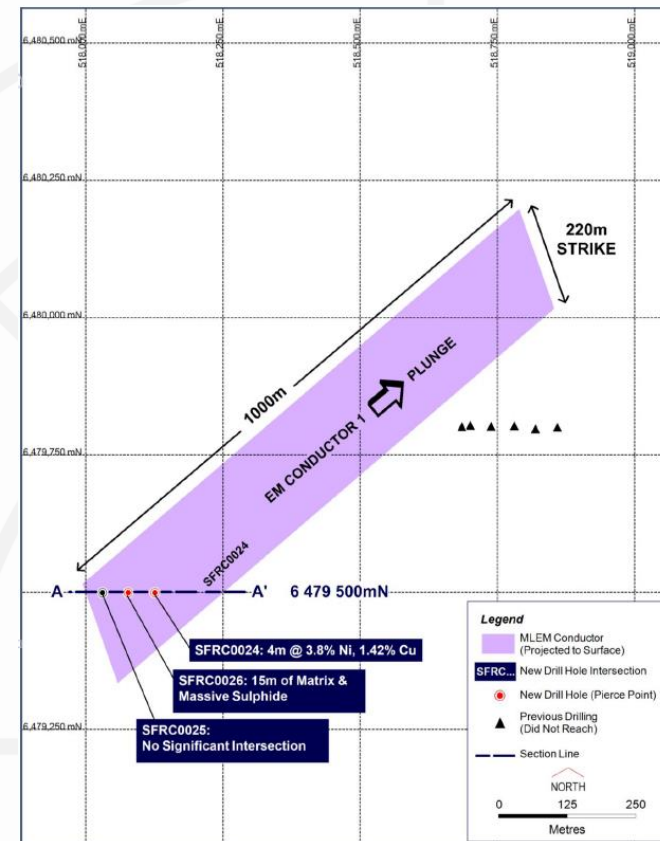 518,000 mE
518,250 mE
518,500 mE
518,750 mE
519,000 mE
6,480,500 mN
6,480,250 mN
220m
STRIKE
6,480,000 mN
1000m
PLUNGE
EM CONDUCTOR 1
6,479,750 mN
SFRC0024
A
A'
6 479 500mN
SFRC0024: 4m @ 3.8% Ni, 1.42% Cu
SFRC0026: 15m of Matrix &
Massive Sulphide
SFRC0025:
No Significant Intersection
6,479,250 mN
Legend
MLEM Conductor
(Projected to Surface)
SFRC... New Drill Hole Intersection
New Drill Hole (Pierce Point)
Previous Drilling
(Did Not Reach)
Section Line
NORTH
0 125 250
Metres